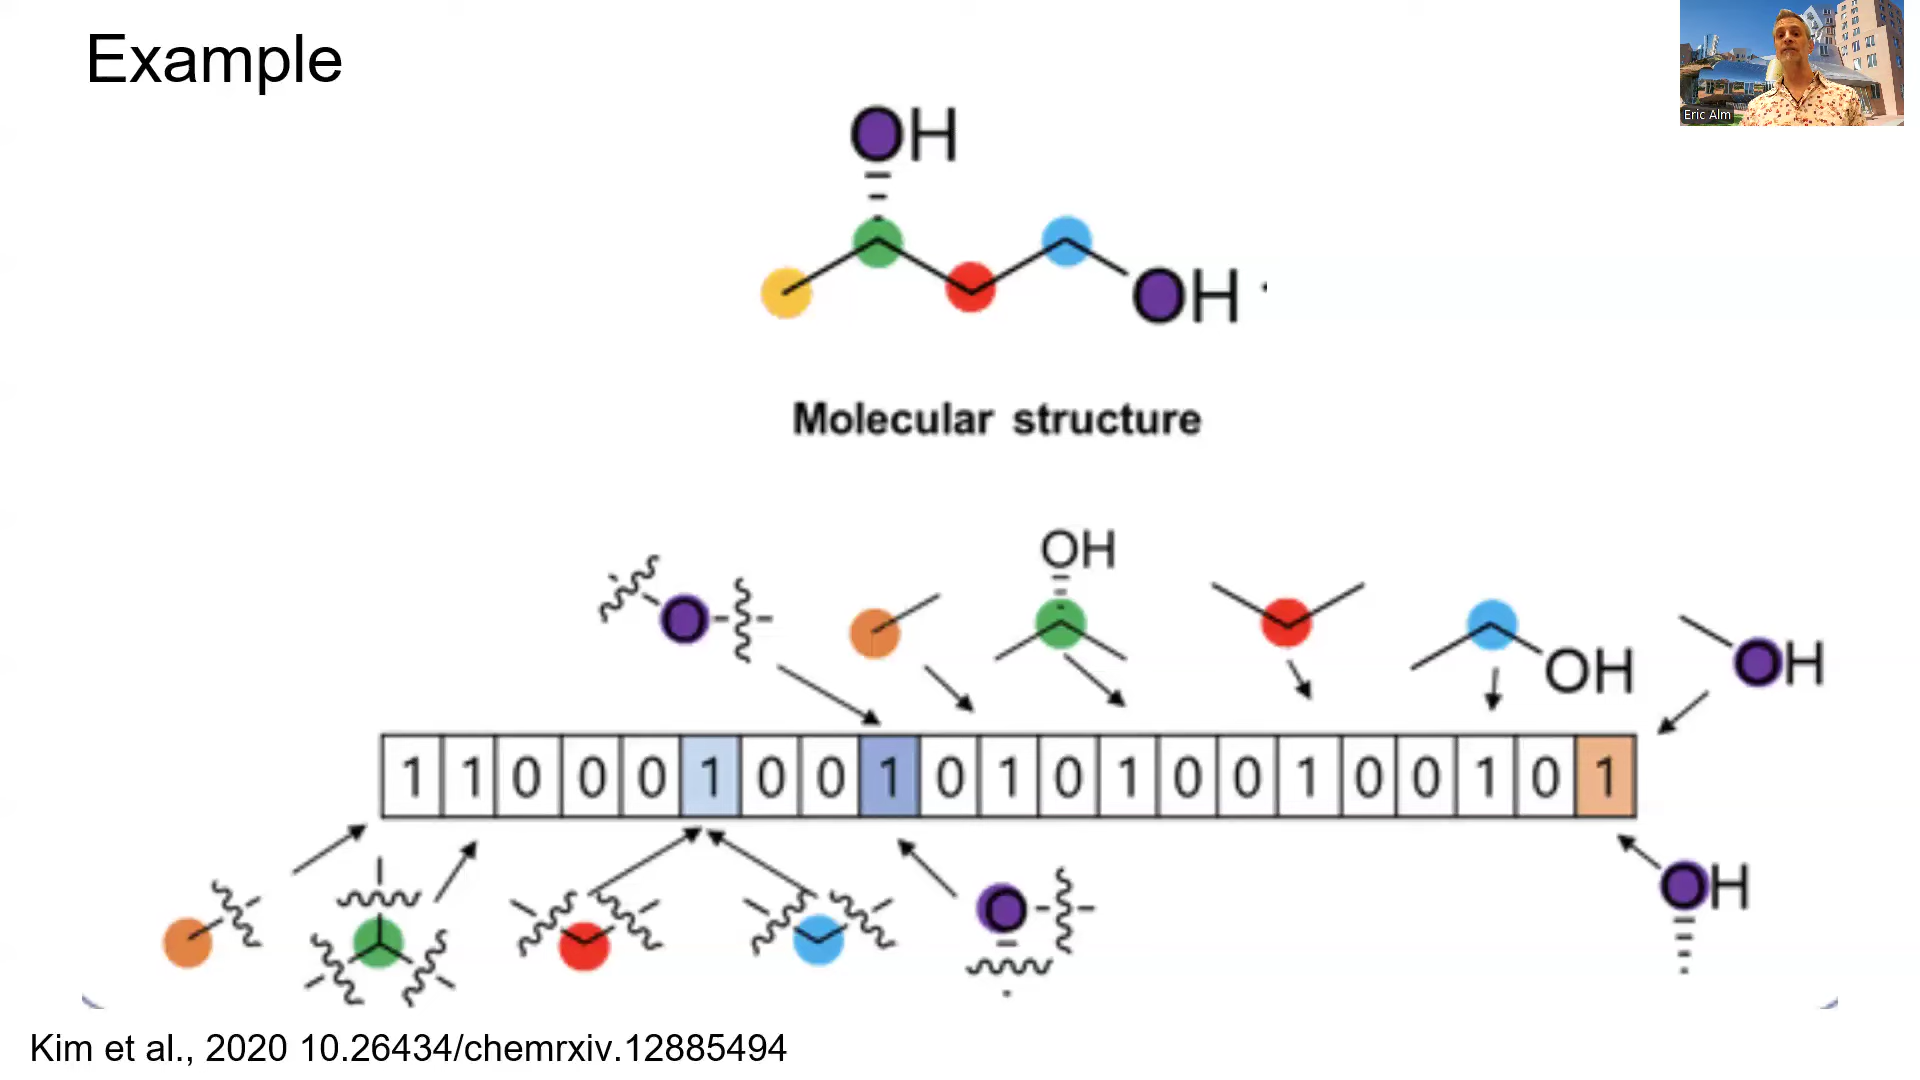 Example
Eric Alm
OH
OH
Molecular structure
O
OH
OH
OH
1 1 0 0 0 1 0 0 1 0 1 0 1 0 0 1 0 0 1 0 1
O
OH
Kim et al., 2020 10.26434/chemrxiv.12885494